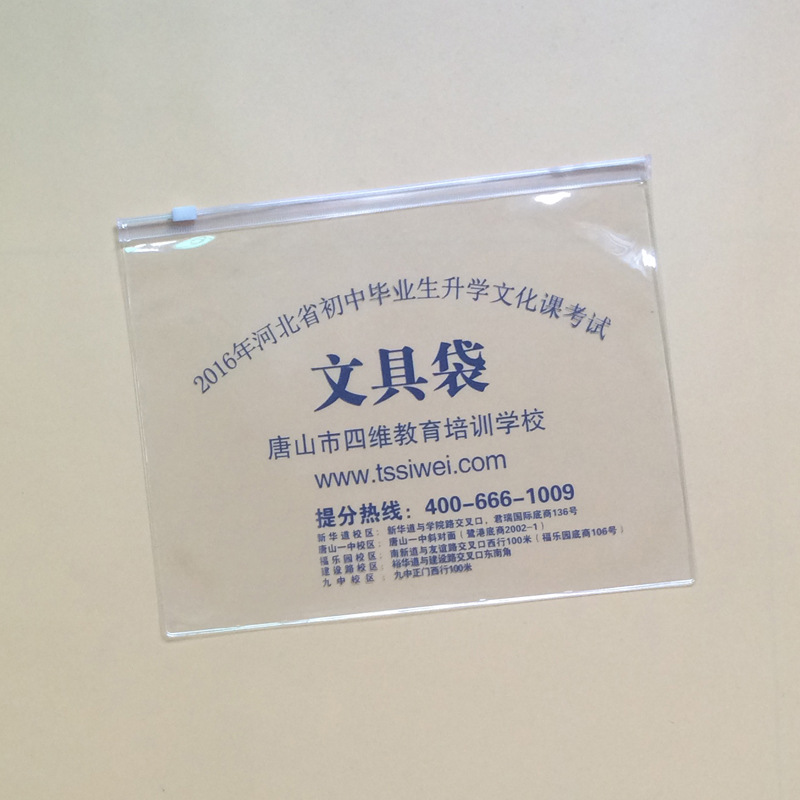 2016年河北省初中毕业生升学文化课考试
文具袋
唐山市四维教育培训学校
www.tssiwei.com
提分热线：400-666-1009
新华道校区：新华道与学院路交叉口，君瑞国际底商136号
唐山一中校区：唐山一中斜对面（鹭港底商2002-1）
福乐园校区：南新道与友谊路交叉口西行100米（福乐园底商106号）
建设路校区：裕华道与建设路交叉口东南角
九中校区：九中正门西行100米